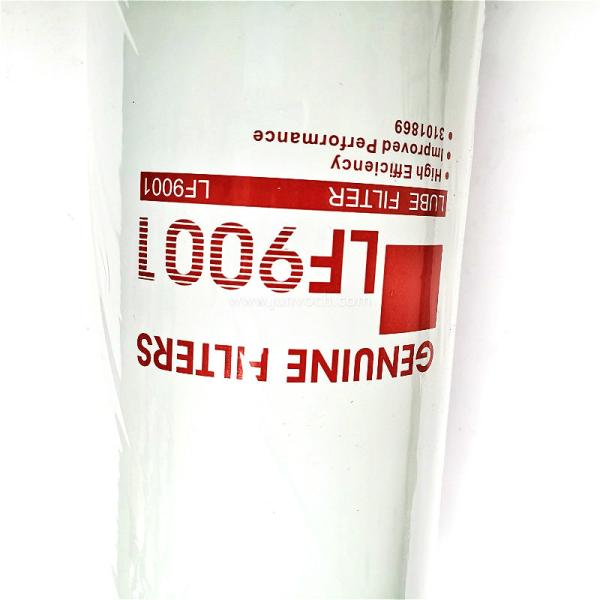 GENUINE FILTERS
LF9001
LUBE FILTER LF9001
• High Efficiency
• Improved Performance
• 3101869